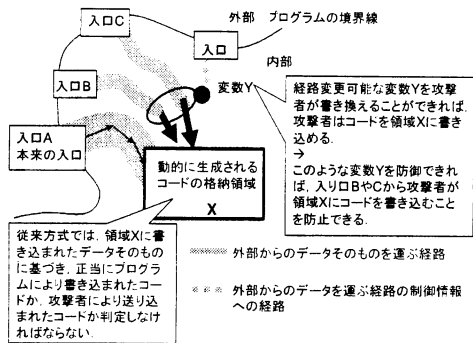 入口C
外部 プログラムの境界線
入口
内部
入口B
変数Y
経路変更可能な変数Yを攻撃
者が書き換えることができれば,
攻撃者はコードを領域Xに書き
込める.
→
このような変数Yを防御できれ
ば, 入り口BやCから攻撃者が
領域Xにコードを書き込むこと
を防止できる.
入口A
本来の入口
動的に生成される
コードの格納領域
X
従来方式では, 領域Xに書
き込まれたデータそのもの
に基づき, 正当にプログラ
ムにより書き込まれたコー
ドか, 攻撃者により送り込
まれたコードか判定しなけ
ればならない.
外部からのデータそのものを運ぶ経路
外部からのデータを運ぶ経路の制御情報
への経路